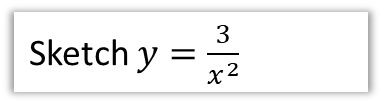 Sketch y = 3/x²